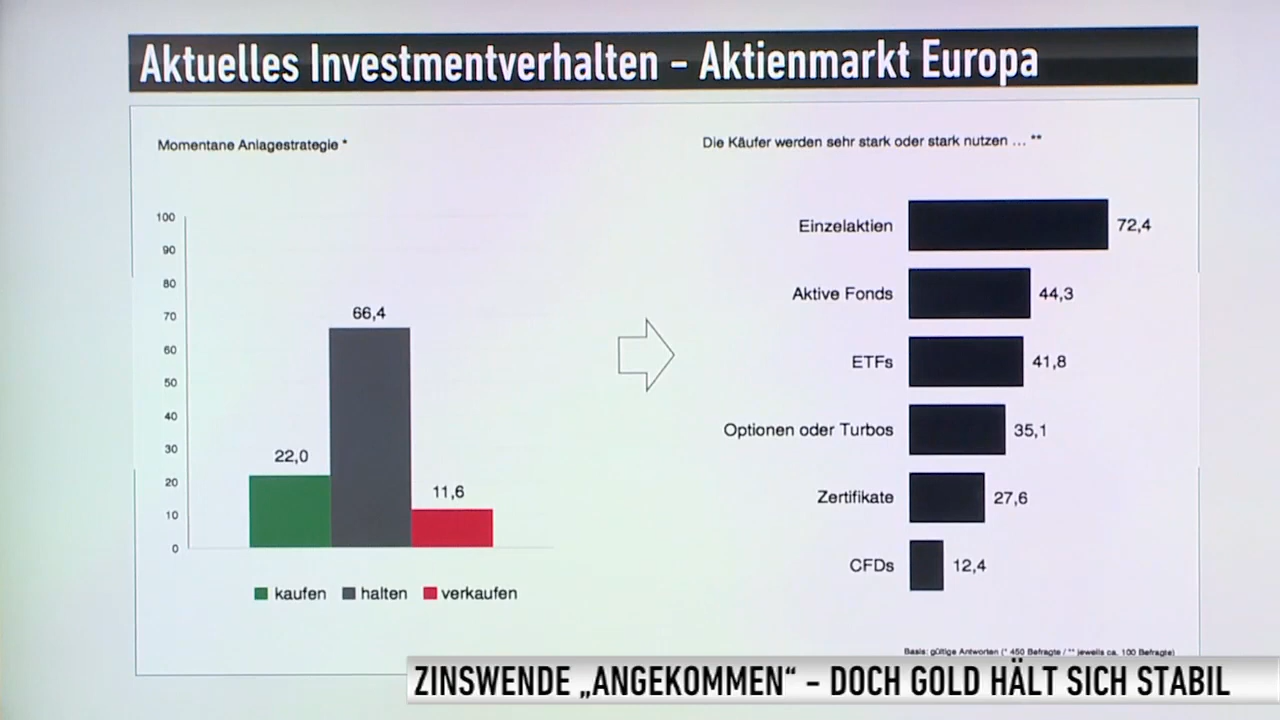 Aktuelles Investmentverhalten – Aktienmarkt Europa
Momentane Anlagestrategie *
100
90
80
70
60
50
40
30
20
10
0
22,0
66,4
11,6
kaufen halten verkaufen
Die Käufer werden sehr stark oder stark nutzen ... **
Einzelaktien 72,4
Aktive Fonds 44,3
ETFs 41,8
Optionen oder Turbos 35,1
Zertifikate 27,6
CFDs 12,4
Basis: gültige Antworten (* 450 Befragte / ** jeweils ca. 100 Befragte)
ZINSWENDE „ANGEKOMMEN“ – DOCH GOLD HÄLT SICH STABIL